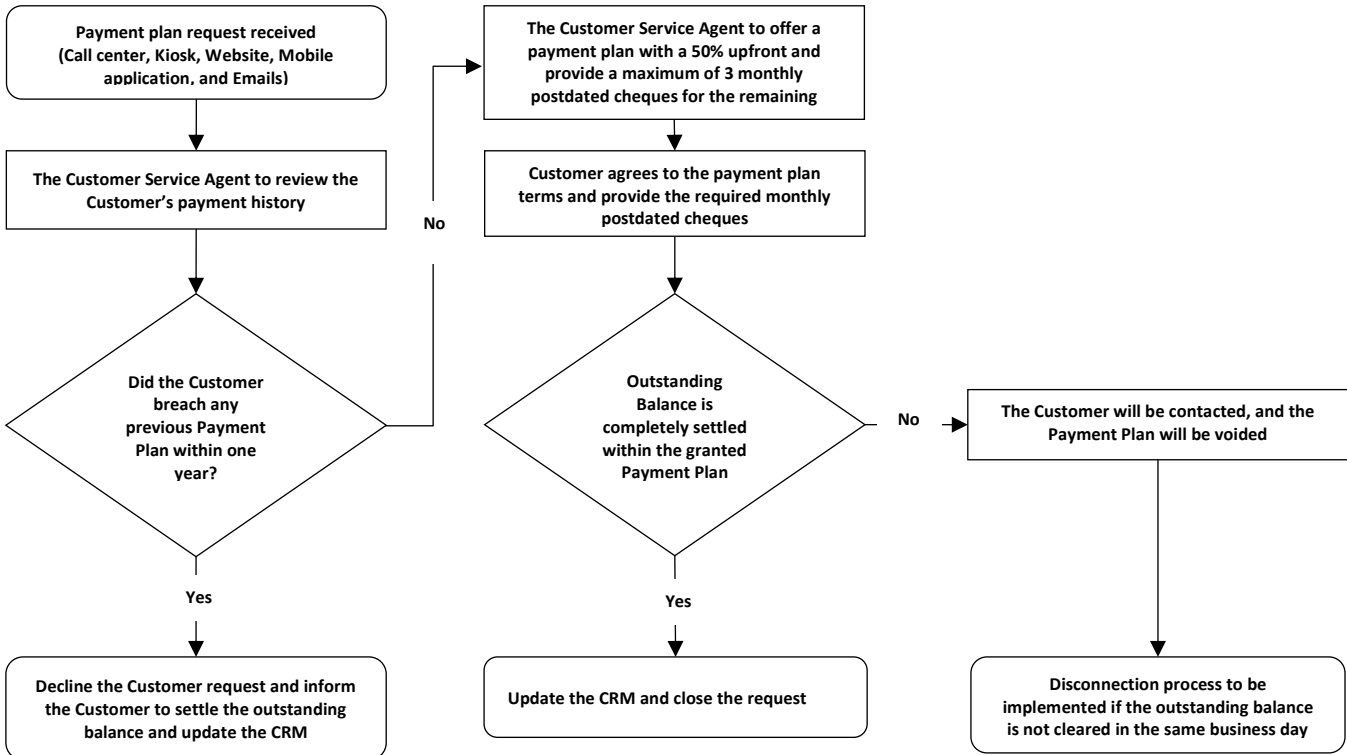 Payment plan request received
(Call center, Kiosk, Website, Mobile
application, and Emails)
The Customer Service Agent to review the
Customer's payment history
Did the Customer
breach any
previous Payment
Plan within one
year?
Yes
Decline the Customer request and inform
the Customer to settle the outstanding
balance and update the CRM
No
The Customer Service Agent to offer a
payment plan with a 50% upfront and
provide a maximum of 3 monthly
postdated cheques for the remaining
Customer agrees to the payment plan
terms and provide the required monthly
postdated cheques
Outstanding
Balance is
completely settled
within the granted
Payment Plan
Yes
Update the CRM and close the request
No
The Customer will be contacted, and the
Payment Plan will be voided
Disconnection process to be
implemented if the outstanding balance
is not cleared in the same business day